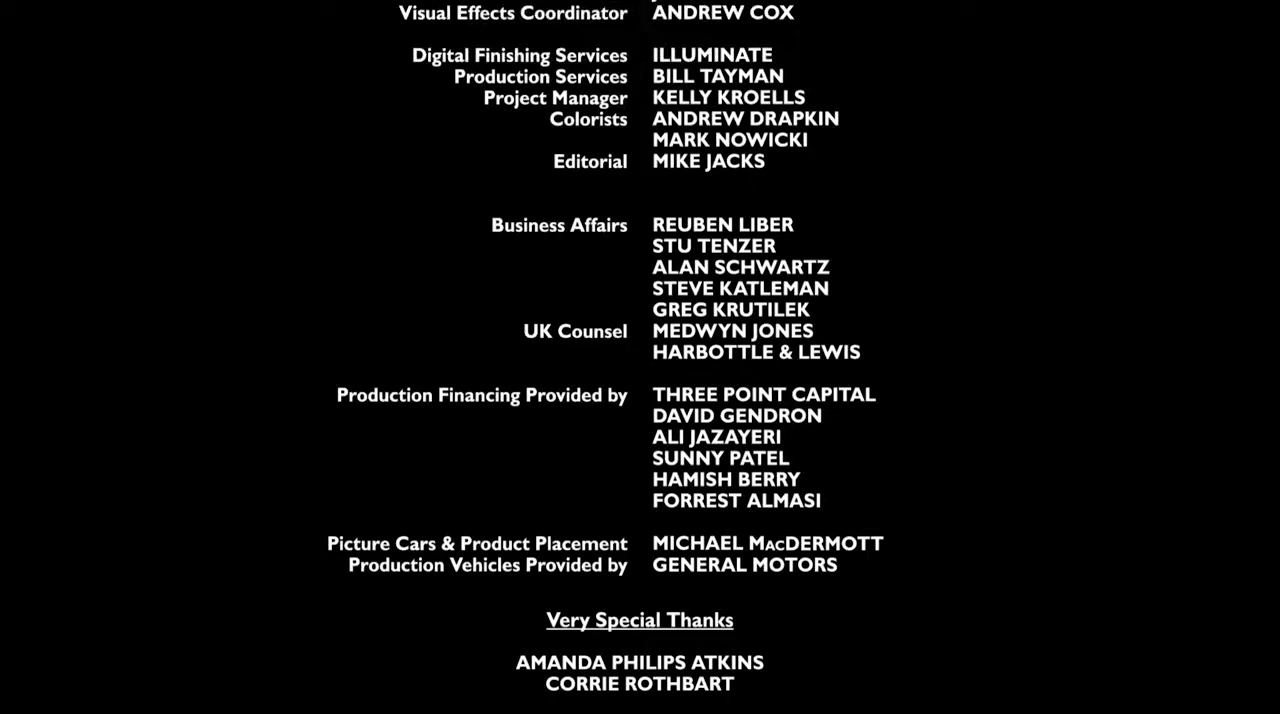 Visual Effects Coordinator ANDREW COX
Digital Finishing Services ILLUMINATE
Production Services BILL TAYMAN
Project Manager KELLY KROELLS
Colorists ANDREW DRAPKIN
MARK NOWICKI
Editorial MIKE JACKS
Business Affairs REUBEN LIBER
STU TENZER
ALAN SCHWARTZ
STEVE KATLEMAN
GREG KRUTILEK
UK Counsel MEDWYN JONES
HARBOTTLE & LEWIS
Production Financing Provided by THREE POINT CAPITAL
DAVID GENDRON
ALI JAZAYERI
SUNNY PATEL
HAMISH BERRY
FORREST ALMASI
Picture Cars & Product Placement MICHAEL MACDERMOTT
Production Vehicles Provided by GENERAL MOTORS
Very Special Thanks
AMANDA PHILIPS ATKINS
CORRIE ROTHBART